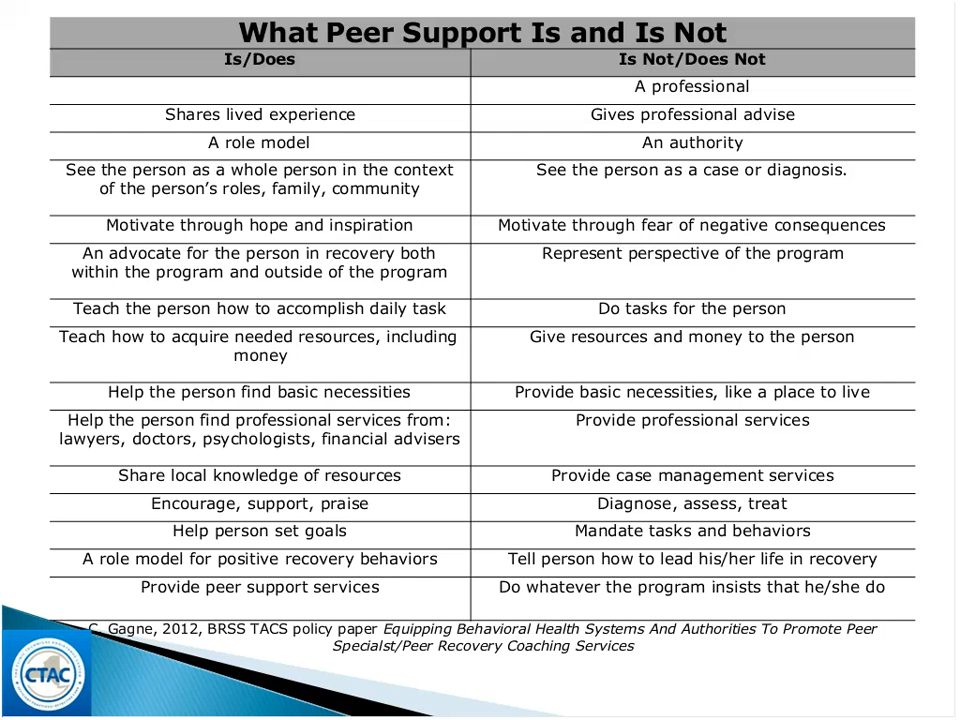 What Peer Support Is and Is Not
Is/Does
Is Not/Does Not
A professional
Shares lived experience
Gives professional advise
A role model
An authority
See the person as a whole person in the context
of the person’s roles, family, community
See the person as a case or diagnosis.
Motivate through hope and inspiration
Motivate through fear of negative consequences
An advocate for the person in recovery both
within the program and outside of the program
Represent perspective of the program
Teach the person how to accomplish daily task
Do tasks for the person
Teach how to acquire needed resources, including
money
Give resources and money to the person
Help the person find basic necessities
Provide basic necessities, like a place to live
Help the person find professional services from:
lawyers, doctors, psychologists, financial advisers
Provide professional services
Share local knowledge of resources
Provide case management services
Encourage, support, praise
Diagnose, assess, treat
Help person set goals
Mandate tasks and behaviors
A role model for positive recovery behaviors
Tell person how to lead his/her life in recovery
Provide peer support services
Do whatever the program insists that he/she do
C. Gagne, 2012, BRSS TACS policy paper Equipping Behavioral Health Systems And Authorities To Promote Peer
Specialst/Peer Recovery Coaching Services
CTAC